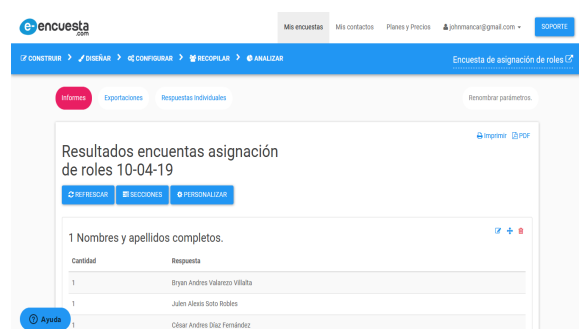 e-encuesta
.com
Mis encuestas Mis contactos Planes y Precios johnmancar@gmail.com SOPORTE
CONSTRUIR DISEÑAR CONFIGURAR RECOPILAR ANALIZAR Encuesta de asignación de roles
Informes Exportaciones Respuestas Individuales Renombrar parámetros.
Imprimir PDF
Resultados encuentas asignación
de roles 10-04-19
REFRESCAR SECCIONES PERSONALIZAR
1 Nombres y apellidos completos.
Cantidad Respuesta
1 Bryan Andres Valarezo Villalta
1 Julen Alexis Soto Robles
1 César Andres Díaz Fernández
Ayuda